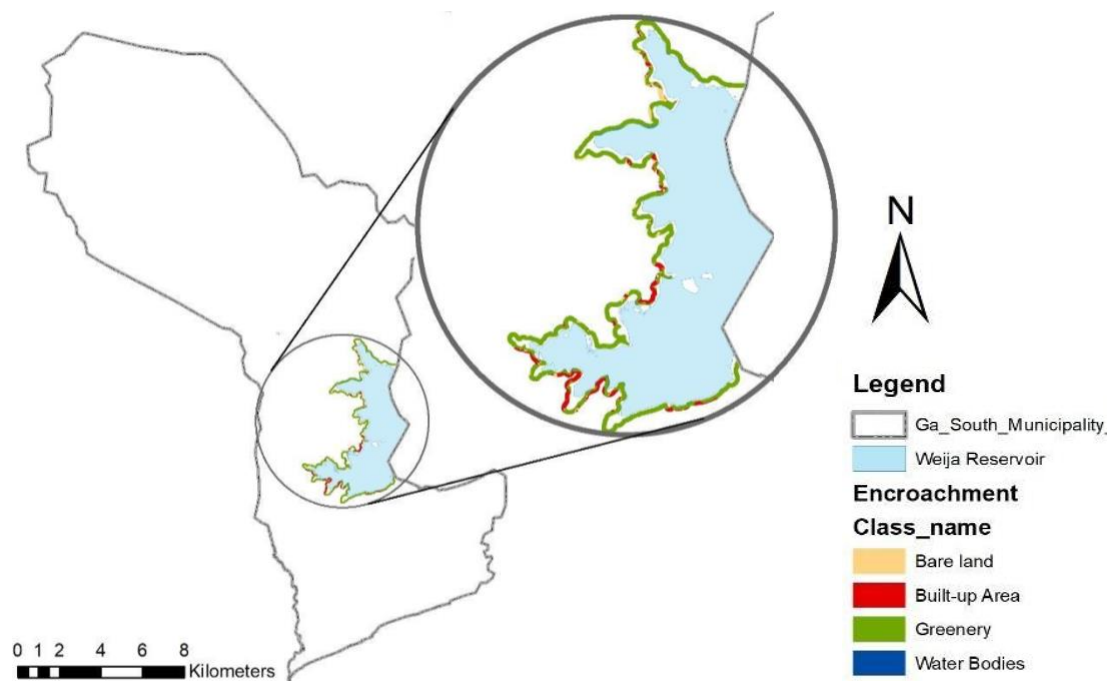 N
Legend
Ga_South_Municipality_
Weija Reservoir
Encroachment
Class_name
Bare land
Built-up Area
Greenery
Water Bodies
0 1 2 4 6 8
Kilometers